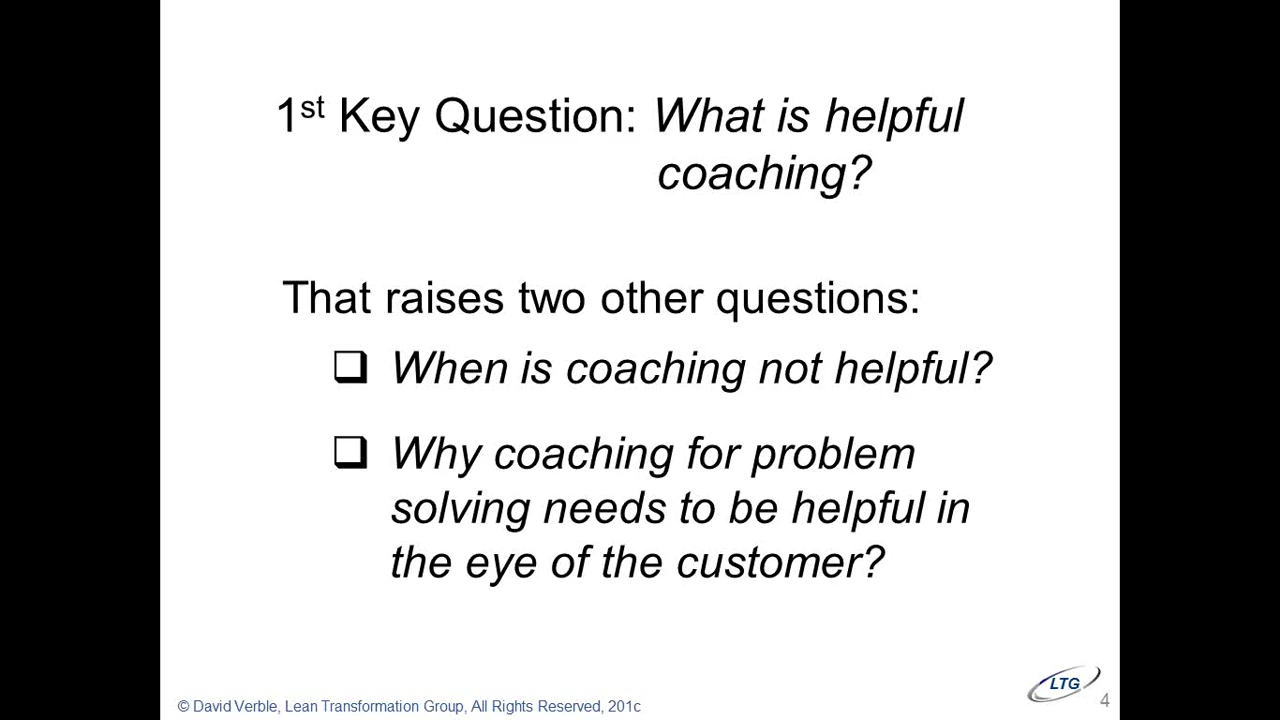 1st Key Question: What is helpful
coaching?
That raises two other questions:
❑ When is coaching not helpful?
❑ Why coaching for problem
solving needs to be helpful in
the eye of the customer?
© David Verble, Lean Transformation Group, All Rights Reserved, 201c
LTG
4